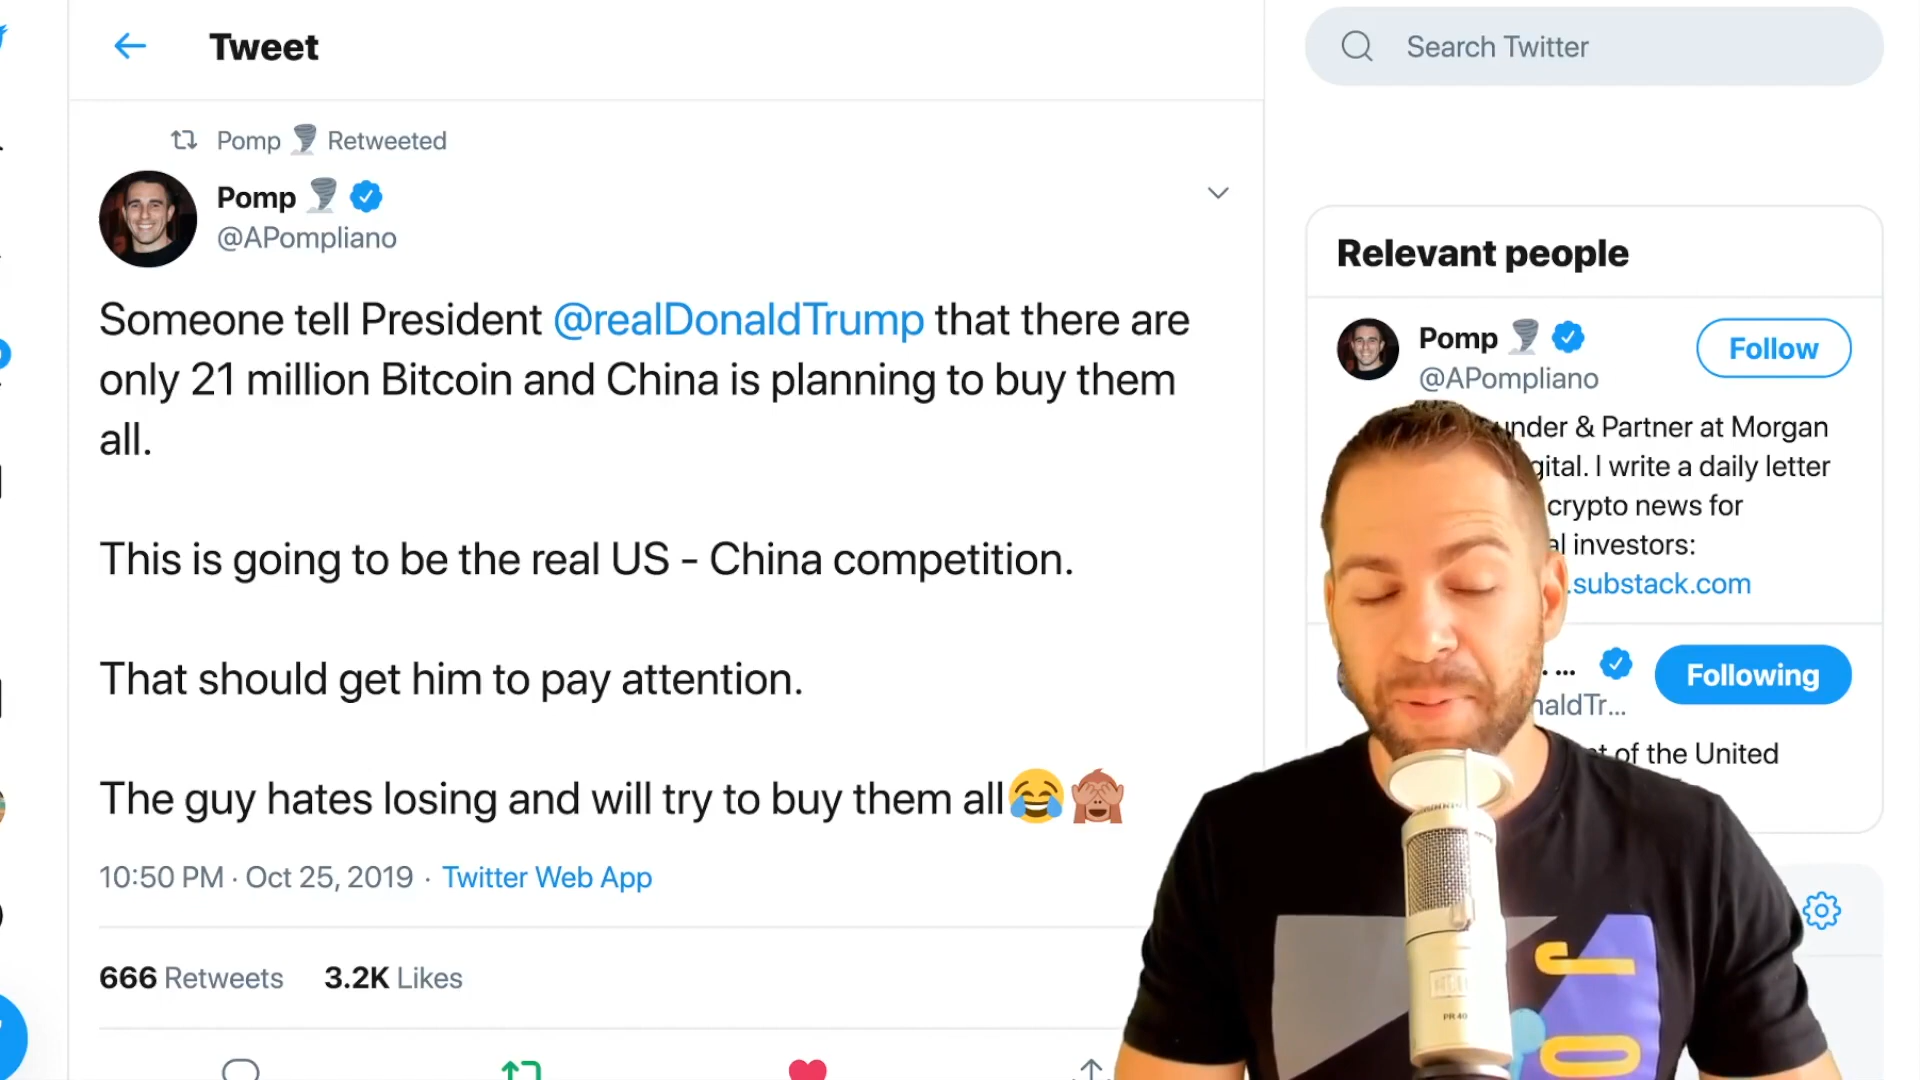 Tweet
Search Twitter
Pomp 🌪 Retweeted
Pomp 🌪
@APompliano
Someone tell President @realDonaldTrump that there are
only 21 million Bitcoin and China is planning to buy them
all.
This is going to be the real US - China competition.
That should get him to pay attention.
The guy hates losing and will try to buy them all😂🙈
10:50 PM · Oct 25, 2019 · Twitter Web App
666 Retweets 3.2K Likes
Relevant people
Pomp 🌪
Follow
@APompliano
& Partner at Morgan
I write a daily letter
crypto news for
investors:
.substack.com
...
Following
of the United
PR 40